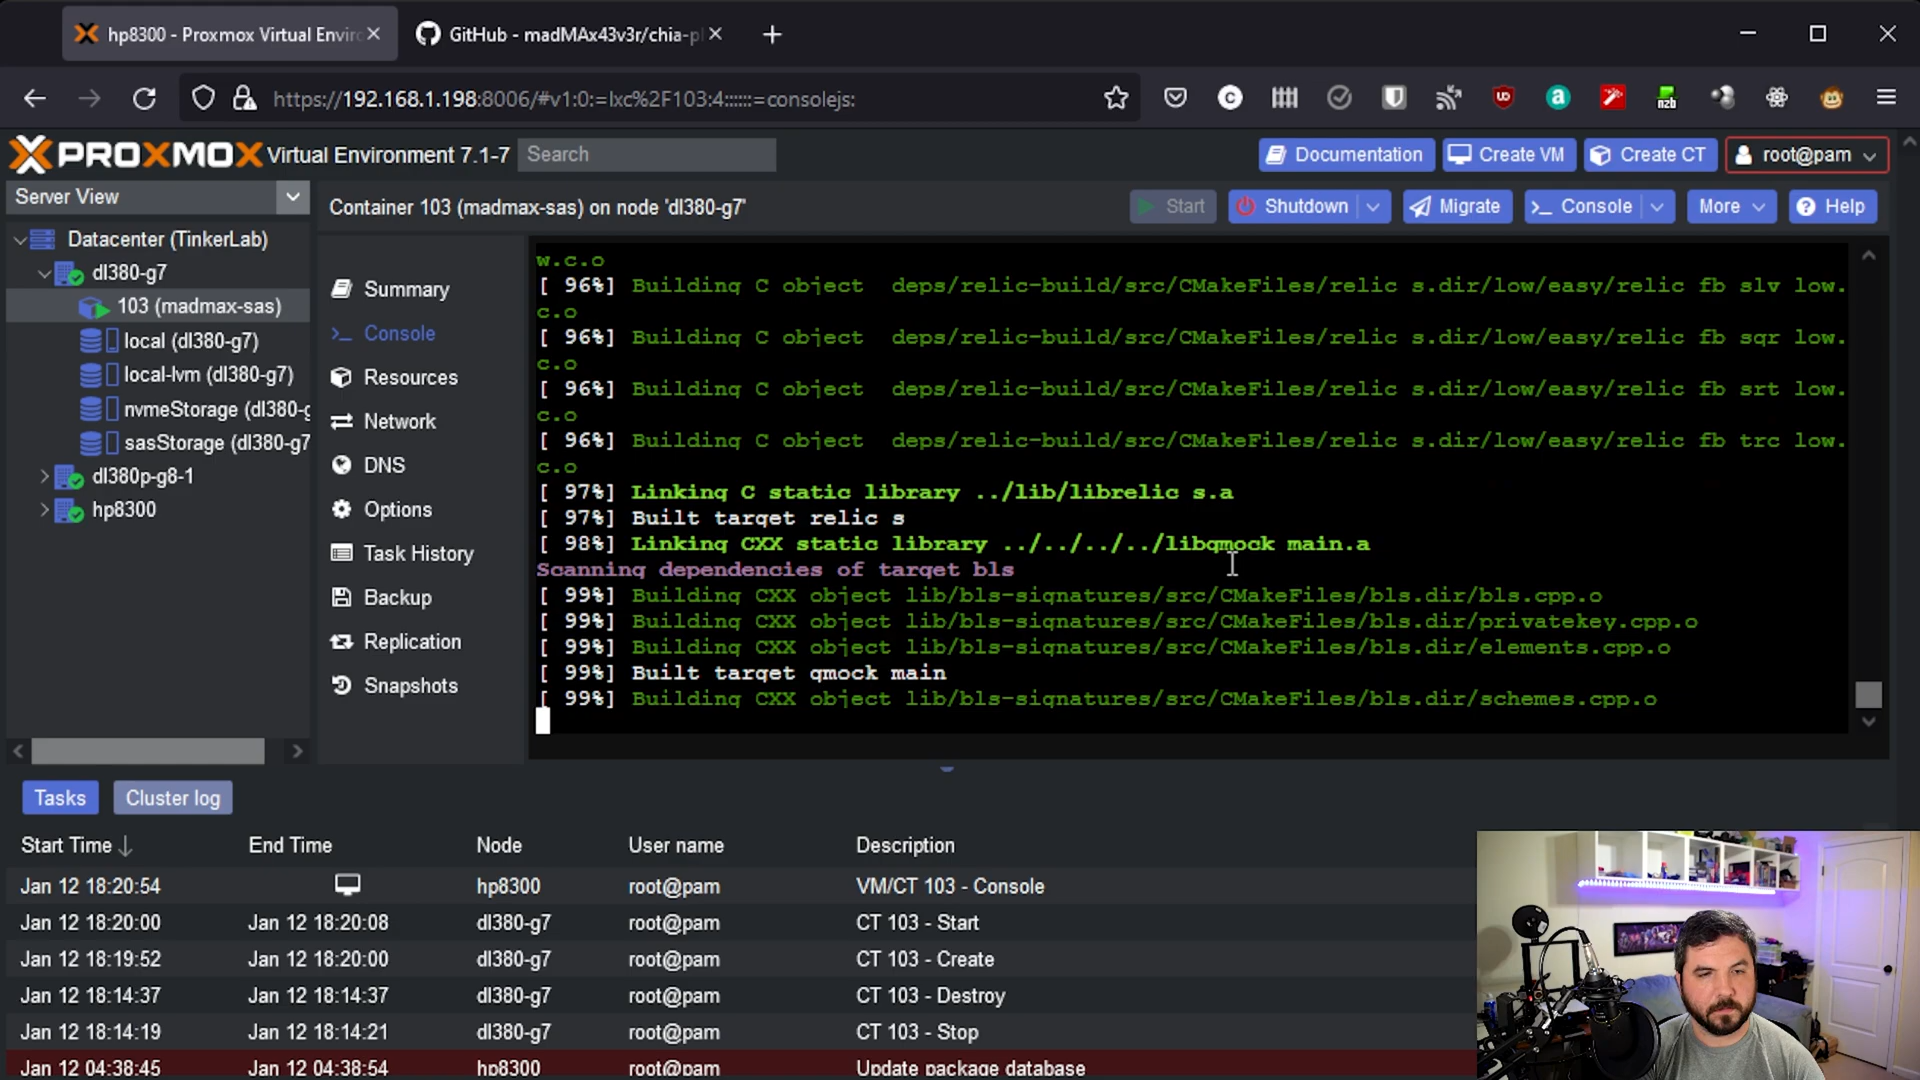 hp8300 - Proxmox Virtual Enviro
GitHub - madMAx43v3r/chia-pl
https://192.168.1.198:8006/#v1:0:=lxc%2F103:4::::::=consolejs:
PROXMOX Virtual Environment 7.1-7
Search
Documentation
Create VM
Create CT
root@pam
Server View
Container 103 (madmax-sas) on node 'dl380-g7'
Start
Shutdown
Migrate
Console
More
Help
Datacenter (TinkerLab)
dl380-g7
103 (madmax-sas)
local (dl380-g7)
local-lvm (dl380-g7)
nvmeStorage (dl380-g
sasStorage (dl380-g7
dl380p-g8-1
hp8300
Summary
Console
Resources
Network
DNS
Options
Task History
Backup
Replication
Snapshots
w.c.o
[ 96%] Building C object  deps/relic-build/src/CMakeFiles/relic s.dir/low/easy/relic fb slv low.
c.o
[ 96%] Building C object  deps/relic-build/src/CMakeFiles/relic s.dir/low/easy/relic fb sqr low.
c.o
[ 96%] Building C object  deps/relic-build/src/CMakeFiles/relic s.dir/low/easy/relic fb srt low.
c.o
[ 96%] Building C object  deps/relic-build/src/CMakeFiles/relic s.dir/low/easy/relic fb trc low.
c.o
[ 97%] Linking C static library ../lib/librelic s.a
[ 97%] Built target relic s
[ 98%] Linking CXX static library ../../../../libgmock main.a
Scanning dependencies of target bls
[ 99%] Building CXX object lib/bls-signatures/src/CMakeFiles/bls.dir/bls.cpp.o
[ 99%] Building CXX object lib/bls-signatures/src/CMakeFiles/bls.dir/privatekey.cpp.o
[ 99%] Building CXX object lib/bls-signatures/src/CMakeFiles/bls.dir/elements.cpp.o
[ 99%] Built target gmock main
[ 99%] Building CXX object lib/bls-signatures/src/CMakeFiles/bls.dir/schemes.cpp.o
Tasks
Cluster log
Start Time End Time Node User name Description
Jan 12 18:20:54 hp8300 root@pam VM/CT 103 - Console
Jan 12 18:20:00 Jan 12 18:20:08 dl380-g7 root@pam CT 103 - Start
Jan 12 18:19:52 Jan 12 18:20:00 dl380-g7 root@pam CT 103 - Create
Jan 12 18:14:37 Jan 12 18:14:37 dl380-g7 root@pam CT 103 - Destroy
Jan 12 18:14:19 Jan 12 18:14:21 dl380-g7 root@pam CT 103 - Stop
Jan 12 04:38:45 Jan 12 04:38:54 hp8300 root@pam Update package database